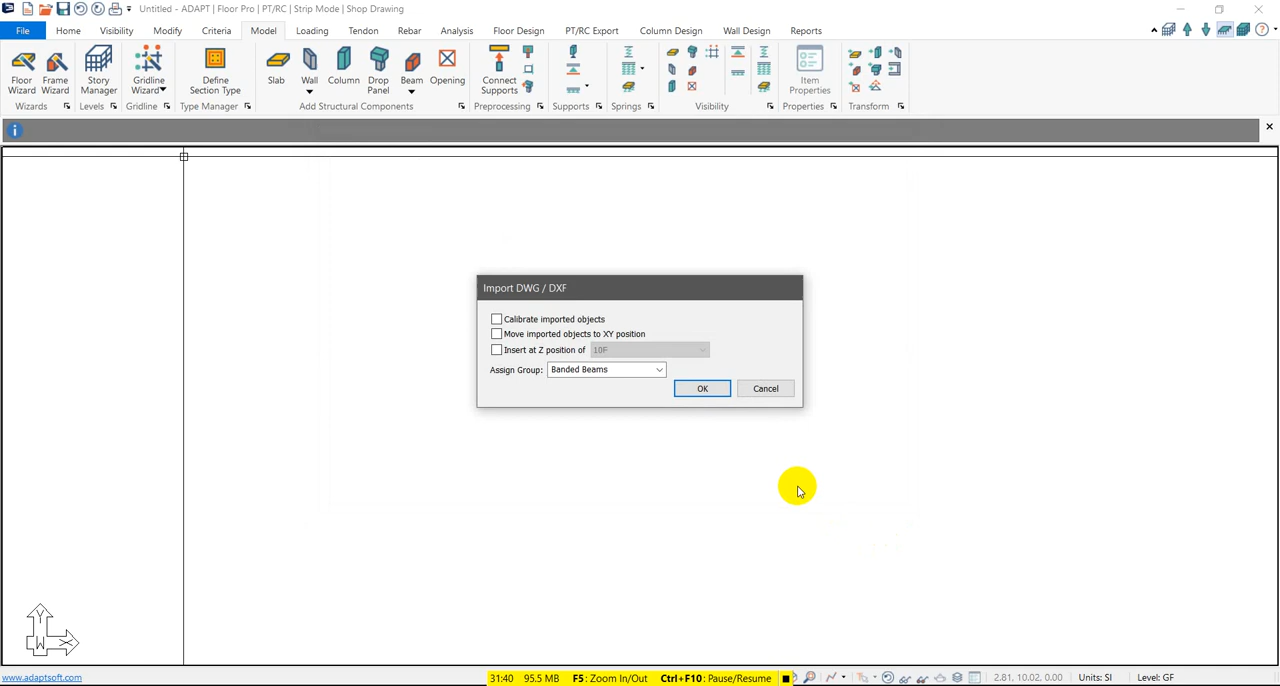 Untitled - ADAPT | Floor Pro | PT/RC | Strip Mode | Shop Drawing
File Home Visibility Modify Criteria Model Loading Tendon Rebar Analysis Floor Design PT/RC Export Column Design Wall Design Reports
Floor Wizard Frame Wizard Story Manager Gridline Wizard Define Section Type Slab Wall Column Drop Panel Beam Opening Connect Supports Item Properties
Wizards Levels Gridline Type Manager Add Structural Components Preprocessing Supports Springs Visibility Properties Transform
Import DWG / DXF
Calibrate imported objects
Move imported objects to XY position
Insert at Z position of 10F
Assign Group: Banded Beams
OK Cancel
Y
W X
www.adaptsoft.com 31:40 95.5 MB F5: Zoom In/Out Ctrl+F10: Pause/Resume 2.81, 10.02, 0.00 Units: SI Level: GF